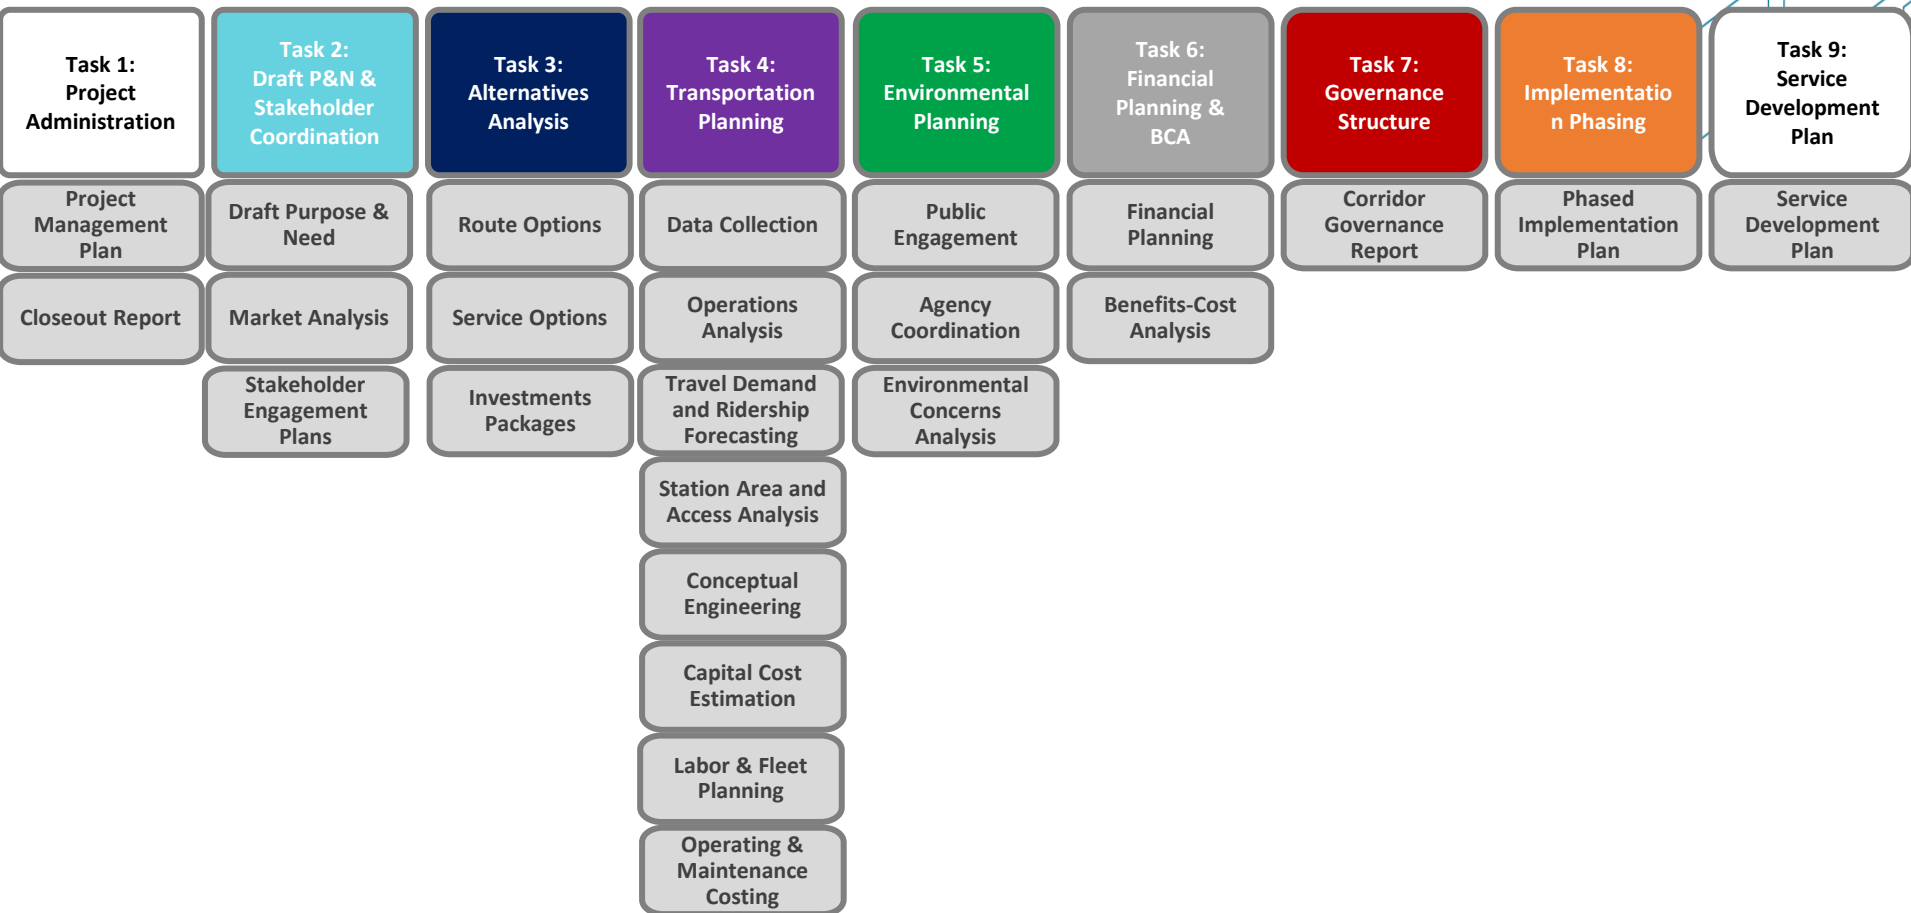 Task 1:
Project
Administration
Project
Management
Plan
Closeout Report
Task 2:
Draft P&N &
Stakeholder
Coordination
Draft Purpose &
Need
Market Analysis
Stakeholder
Engagement
Plans
Task 3:
Alternatives
Analysis
Route Options
Service Options
Investments
Packages
Task 4:
Transportation
Planning
Data Collection
Operations
Analysis
Travel Demand
and Ridership
Forecasting
Station Area and
Access Analysis
Conceptual
Engineering
Capital Cost
Estimation
Labor & Fleet
Planning
Operating &
Maintenance
Costing
Task 5:
Environmental
Planning
Public
Engagement
Agency
Coordination
Environmental
Concerns
Analysis
Task 6:
Financial
Planning &
BCA
Financial
Planning
Benefits-Cost
Analysis
Task 7:
Governance
Structure
Corridor
Governance
Report
Task 8:
Implementatio
n Phasing
Phased
Implementation
Plan
Task 9:
Service
Development
Plan
Service
Development
Plan